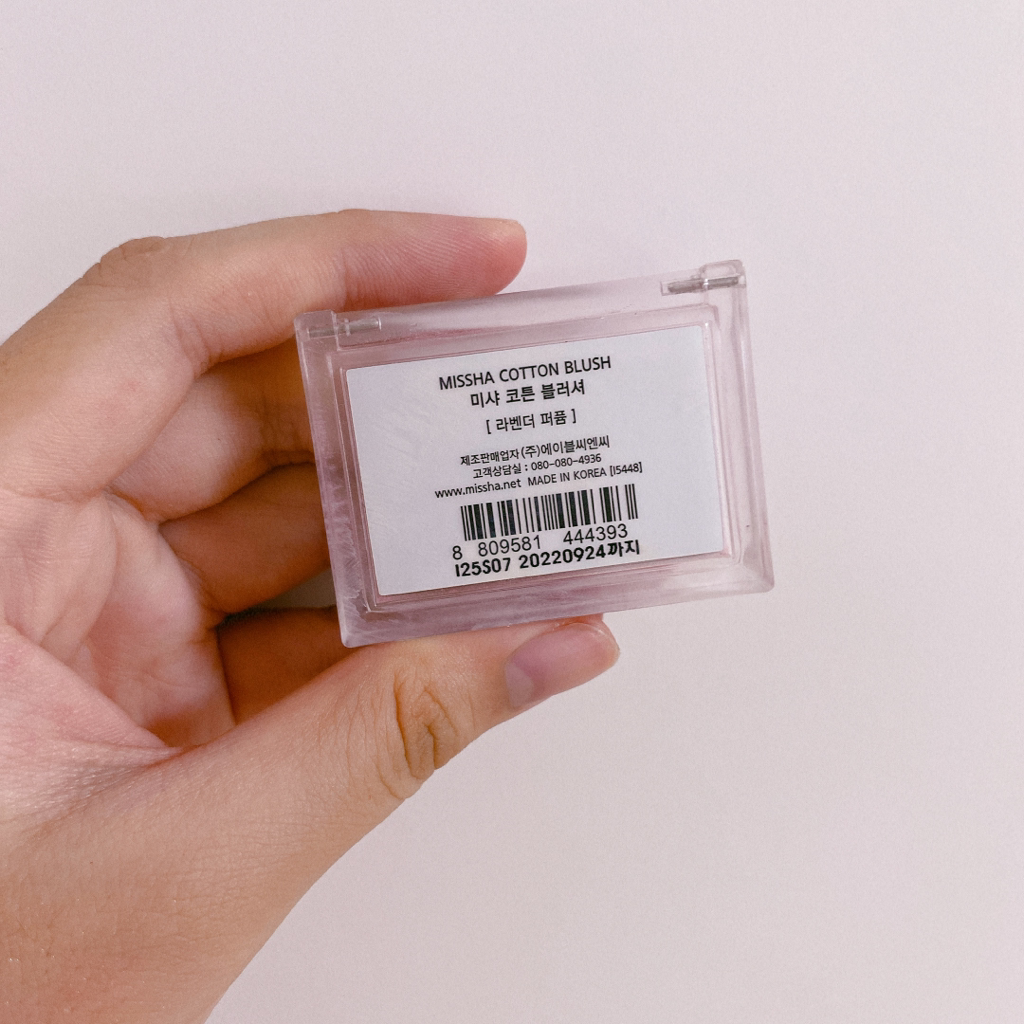 MISSHA COTTON BLUSH
미샤 코튼 블러셔
[ 라벤더 퍼퓸 ]
제조판매업자 (주)에이블씨엔씨
고객상담실 : 080-080-4936
www.missha.net MADE IN KOREA [I5448]
8 809581 444393
I25S07 20220924까지